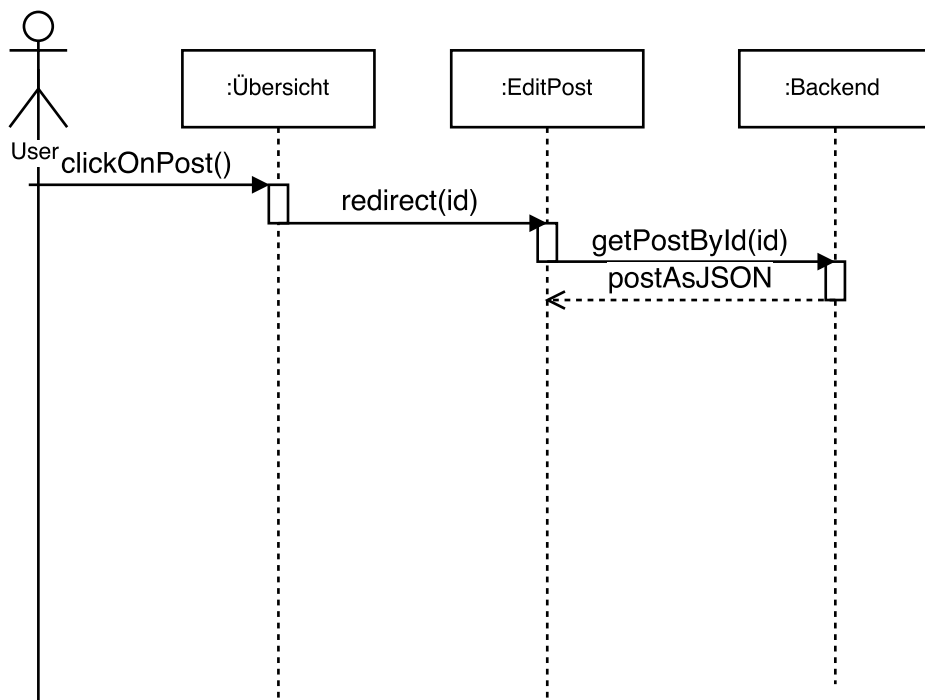 :Übersicht
:EditPost
:Backend
User
clickOnPost()
redirect(id)
getPostById(id)
postAsJSON